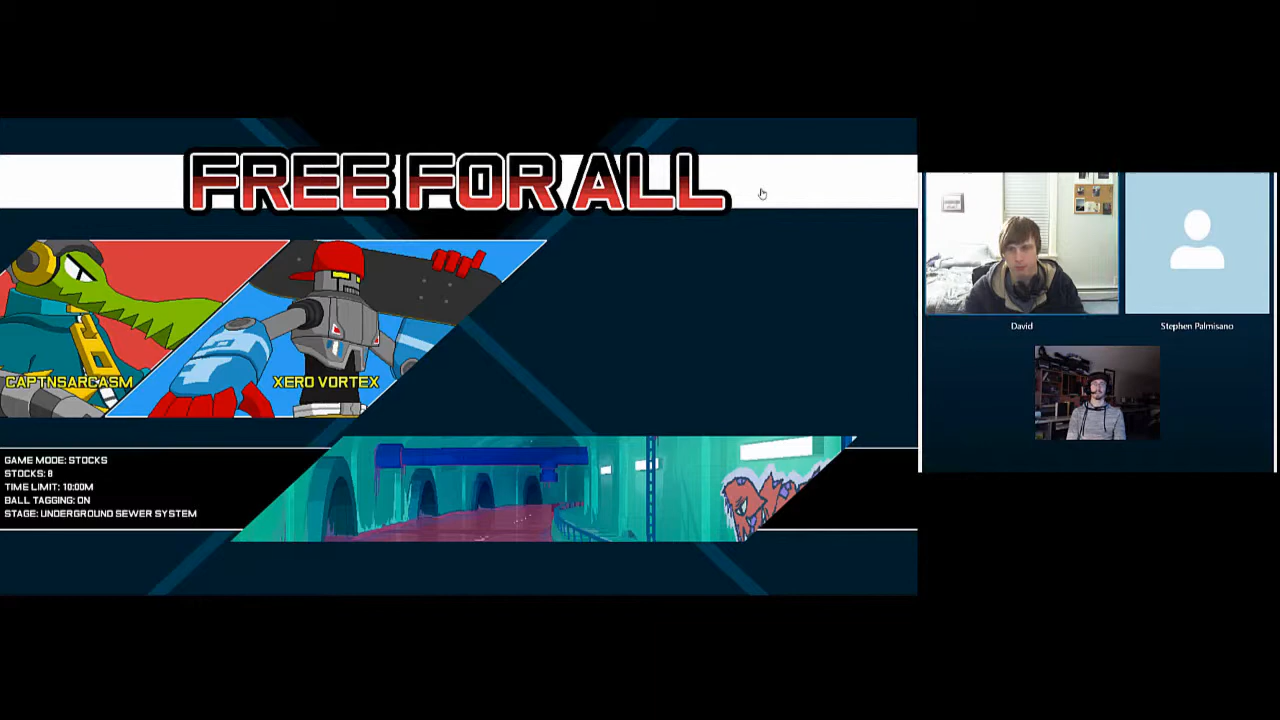 FREE FOR ALL
CAPTNSARCASM
XERO VORTEX
GAME MODE: STOCKS
STOCKS: 8
TIME LIMIT: 10:00M
BALL TAGGING: ON
STAGE: UNDERGROUND SEWER SYSTEM
David
Stephen Palmisano